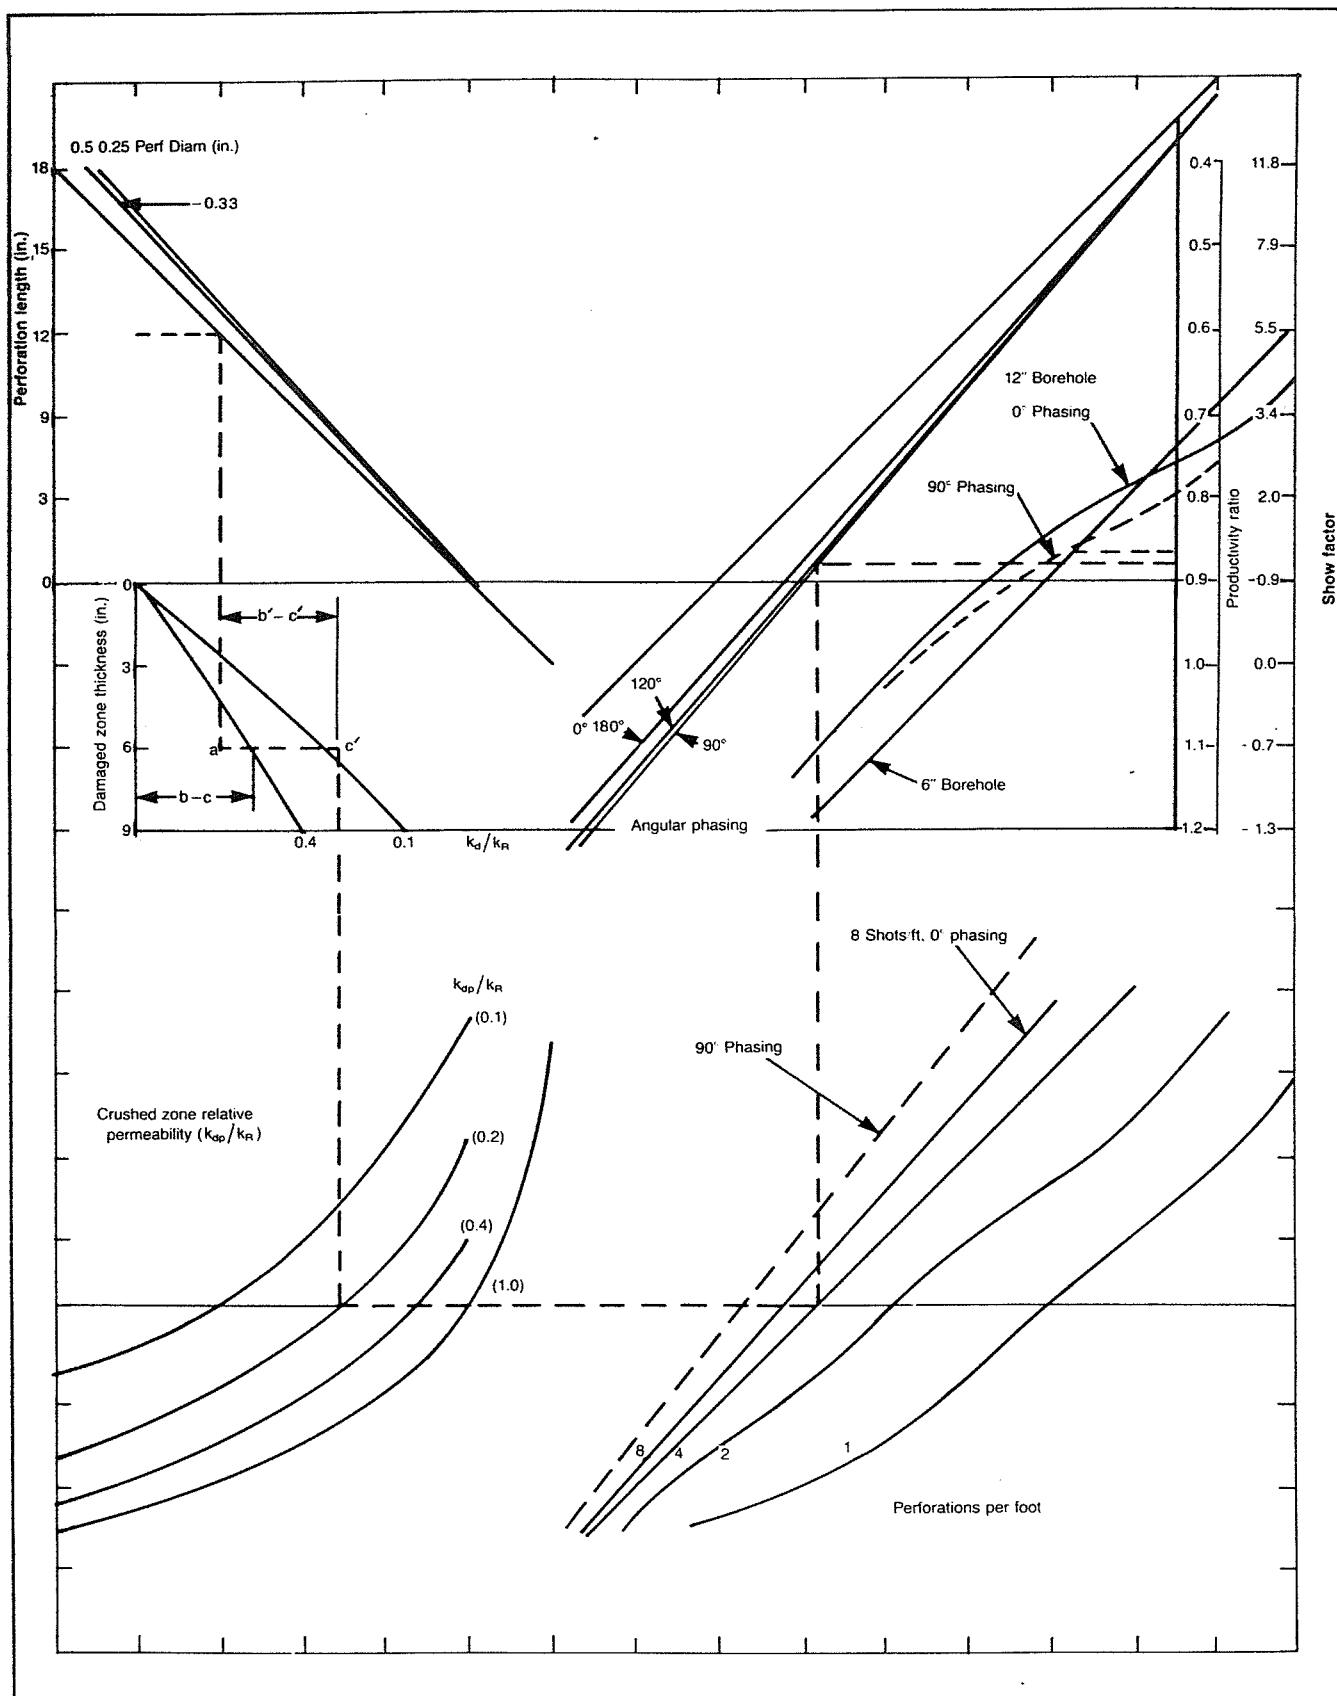 0.5 0.25 Perf Diam (in.)
-0.33
Perforation length (in.)
18
15
12
9
3
0
Damaged zone thickness (in.)
0
3
6
9
b′–c′
a
c′
b–c
0.4
0.1
kd/kR
120°
0° 180°
90°
Angular phasing
12" Borehole
0° Phasing
90° Phasing
6" Borehole
0.4
0.5
0.6
0.7
0.8
0.9
1.0
1.1
1.2
Productivity ratio
11.8
7.9
5.5
3.4
2.0
-0.9
0.0
-0.7
-1.3
Show factor
kdp/kR
(0.1)
(0.2)
(0.4)
(1.0)
Crushed zone relative
permeability (kdp/kR)
8 Shots/ft, 0° phasing
90° Phasing
8
4
2
1
Perforations per foot